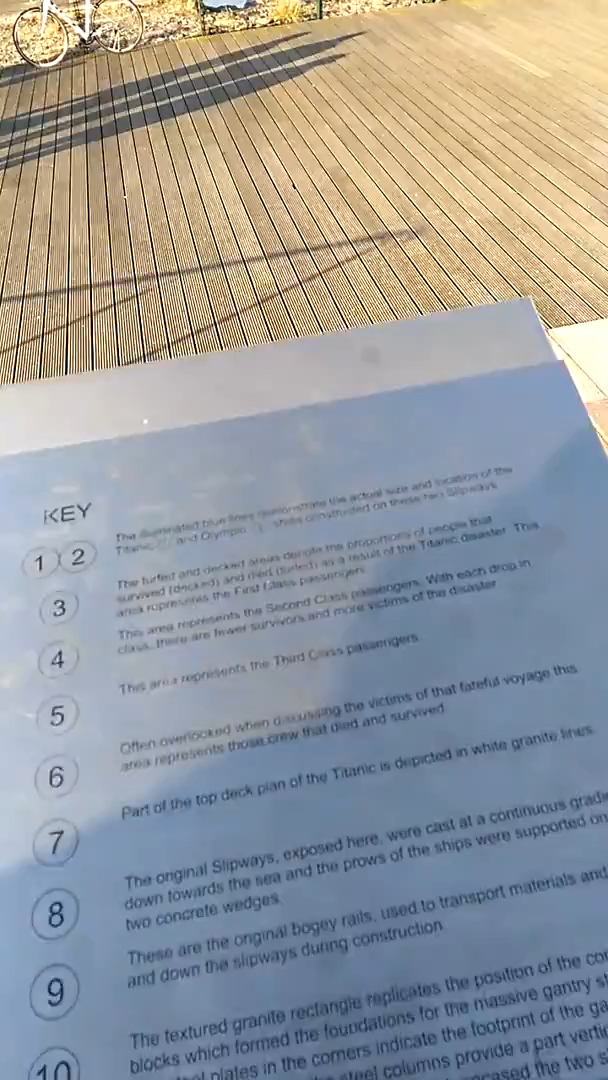 KEY
1 2
The illuminated blue lines demonstrate the actual size and location of the
Titanic and Olympic ships constructed on these two Slipways
3
The turfed and decked areas denote the proportions of people that
survived (decked) and died (turfed) as a result of the Titanic disaster. This
area represents the First Class passengers
4
This area represents the Second Class passengers. With each drop in
class, there are fewer survivors and more victims of the disaster
5
This area represents the Third Class passengers
6
Often overlooked when discussing the victims of that fateful voyage this
area represents those crew that died and survived
7
Part of the top deck plan of the Titanic is depicted in white granite lines.
8
The original Slipways, exposed here, were cast at a continuous
down towards the sea and the prows of the ships were supported on
two concrete wedges.
9
These are the original bogey rails, used to transport materials and
and down the slipways during construction
10
The textured granite rectangle replicates the position of the
blocks which formed the foundations for the massive gantry
plates in the corners indicate the footprint of the
steel columns provide a part
the two